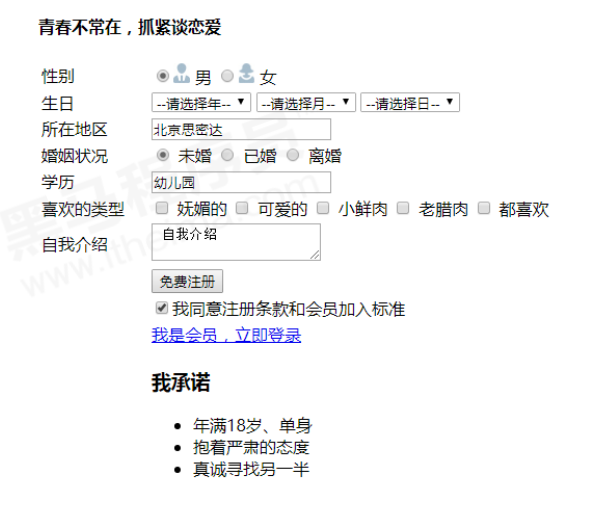 青春不常在，抓紧谈恋爱
性别 男 女
生日 --请选择年-- --请选择月-- --请选择日--
所在地区 北京思密达
婚姻状况 未婚 已婚 离婚
学历 幼儿园
喜欢的类型 妩媚的 可爱的 小鲜肉 老腊肉 都喜欢
自我介绍 自我介绍
免费注册
我同意注册条款和会员加入标准
我是会员，立即登录
我承诺
年满18岁、单身
抱着严肃的态度
真诚寻找另一半
黑马程序员